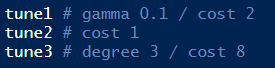 tune1 # gamma 0.1 / cost 2
tune2 # cost 1
tune3 # degree 3 / cost 8